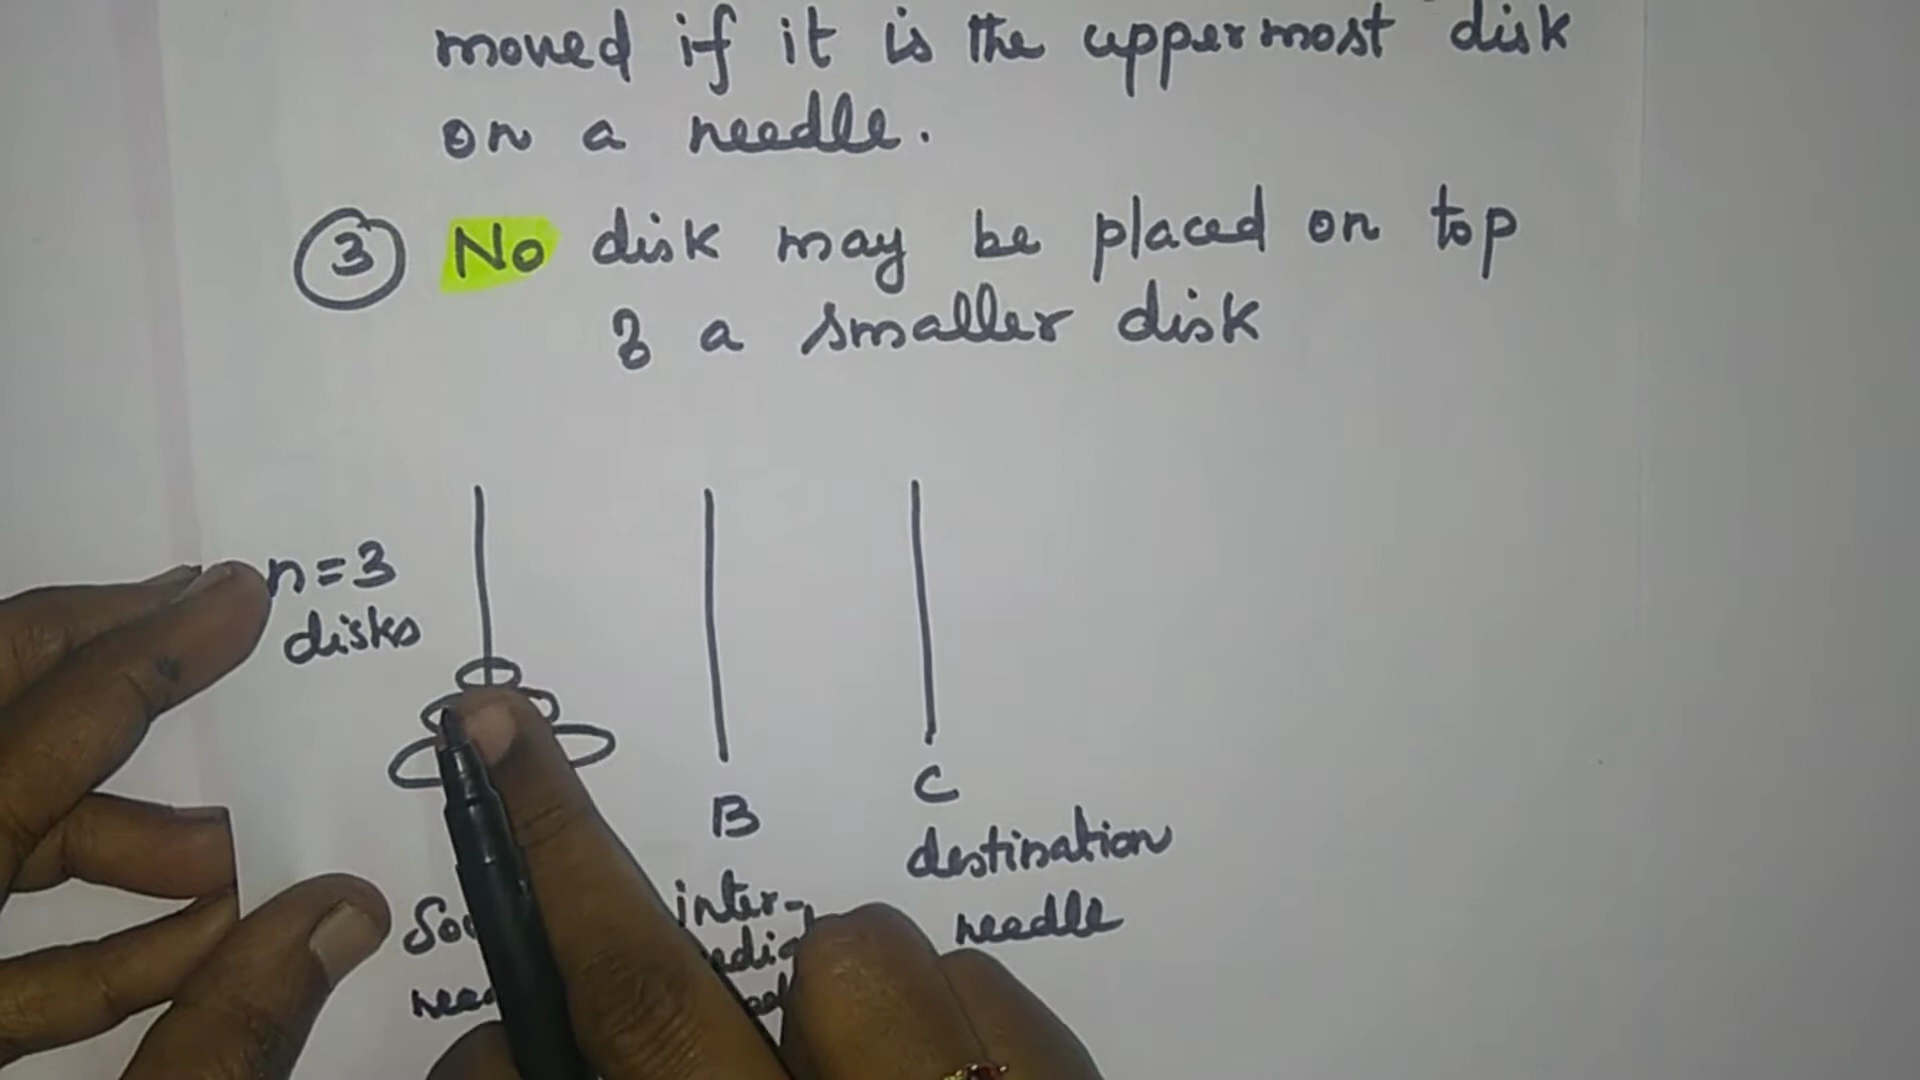 moved if it is the uppermost disk
on a needle.
③ No disk may be placed on top
of a smaller disk
n=3
disks
B
C
destination
needle
inter-